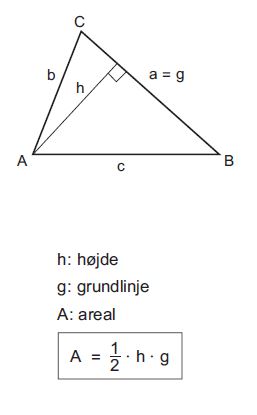 C
b
h
a = g
A
B
c
h: højde
g: grundlinje
A: areal
A = 1/2 · h · g